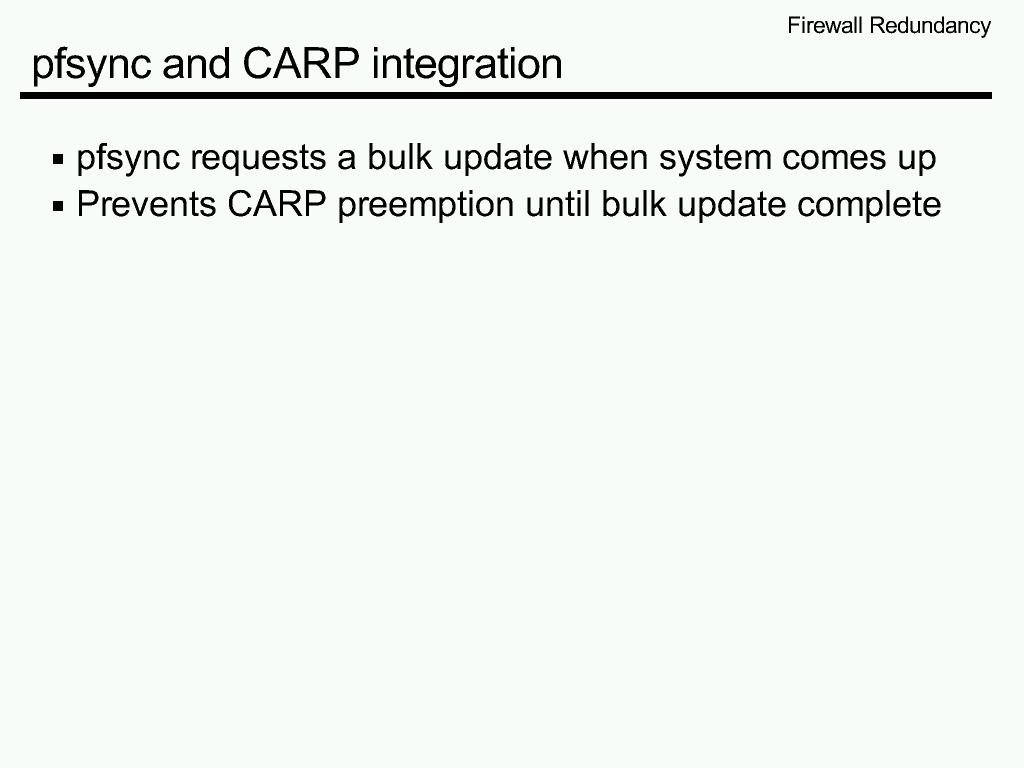 Firewall Redundancy
pfsync and CARP integration
▪ pfsync requests a bulk update when system comes up
▪ Prevents CARP preemption until bulk update complete